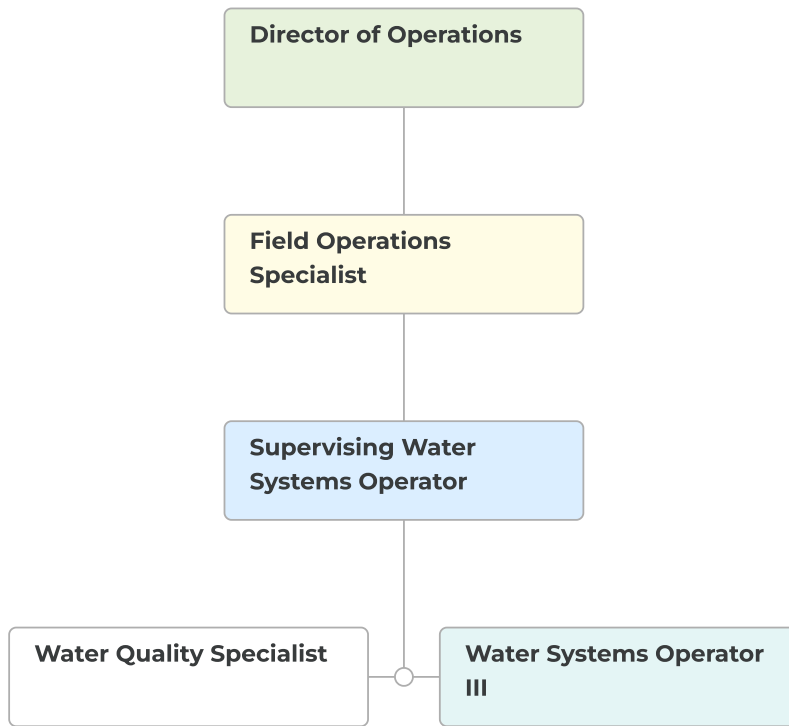 Director of Operations
Field Operations
Specialist
Supervising Water
Systems Operator
Water Quality Specialist
Water Systems Operator
III